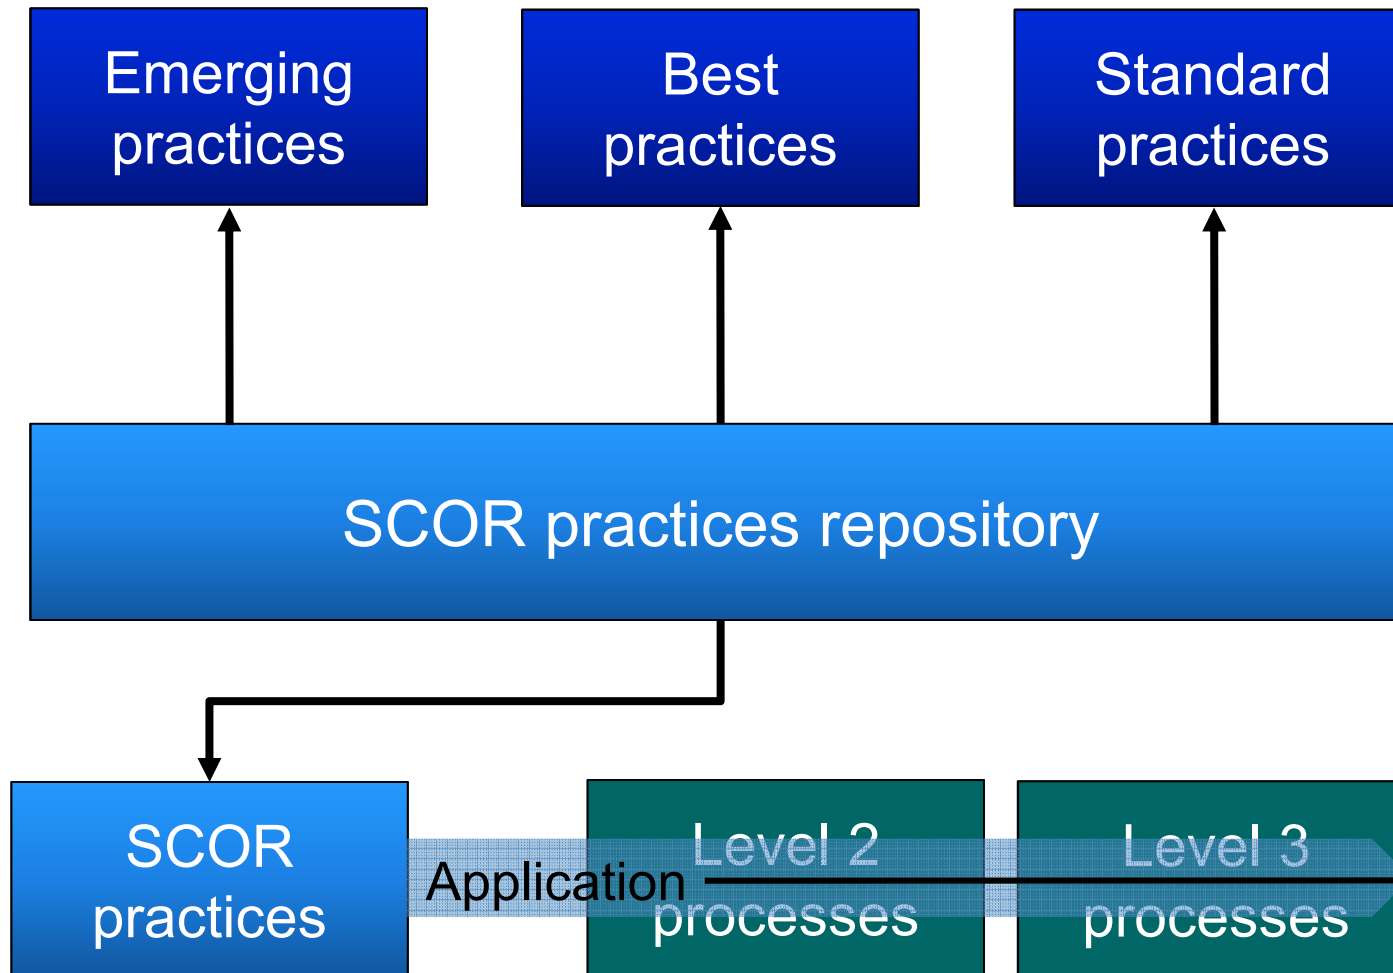 Emerging
practices
Best
practices
Standard
practices
SCOR practices repository
SCOR
practices
Application
Level 2
processes
Level 3
processes